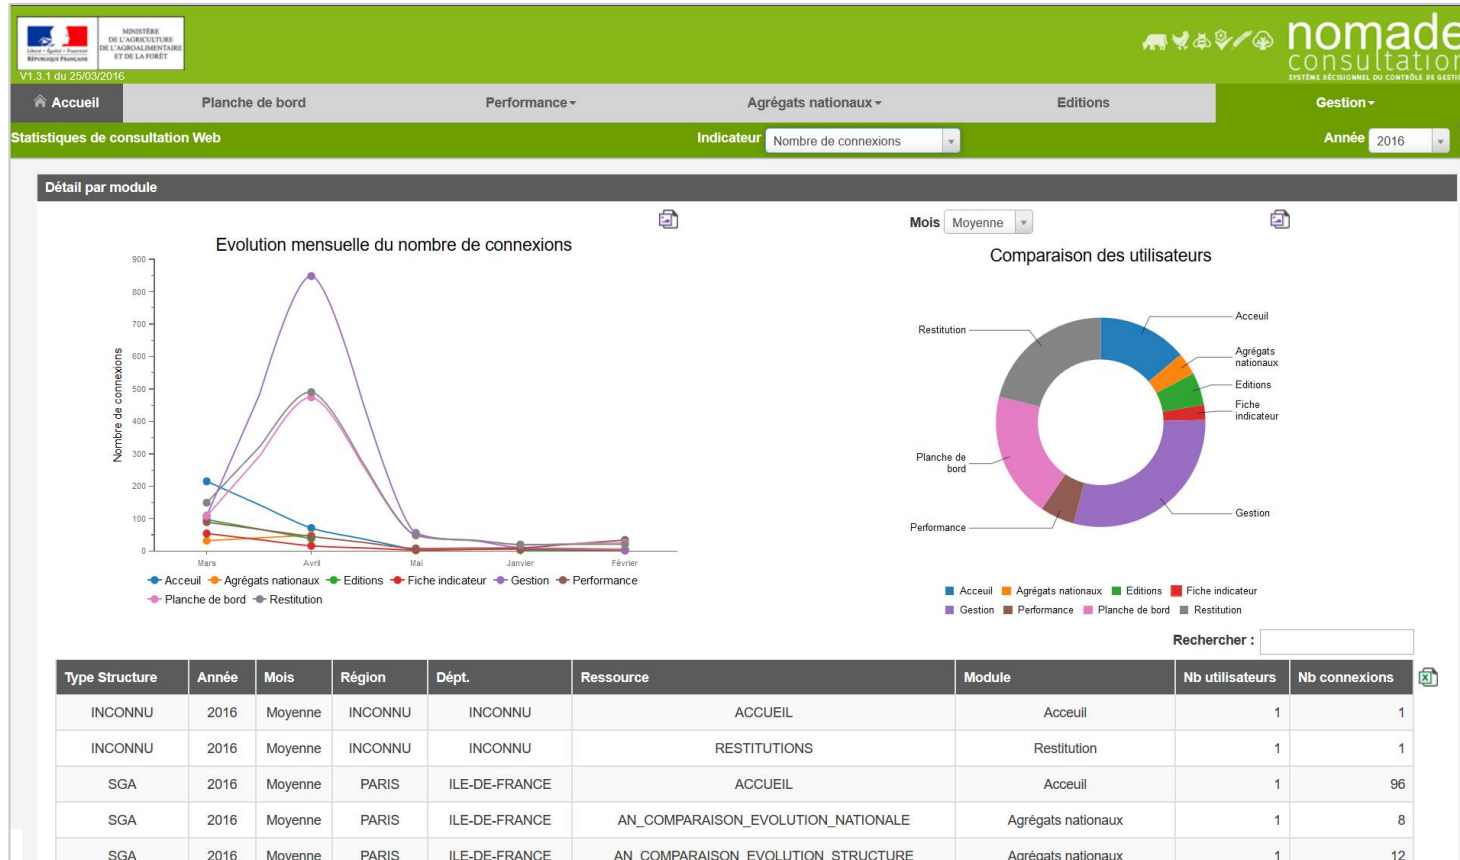 MINISTÈRE
DE L'AGRICULTURE
DE L'AGROALIMENTAIRE
ET DE LA FORÊT
Liberté • Égalité • Fraternité
RÉPUBLIQUE FRANÇAISE
V1.3.1 du 25/03/2016
nomade
consultation
SYSTÈME DÉCISIONNEL DU CONTRÔLE DE GESTIO
Accueil Planche de bord Performance Agrégats nationaux Editions Gestion
Statistiques de consultation Web Indicateur Nombre de connexions Année 2016
Détail par module
Mois Moyenne
Evolution mensuelle du nombre de connexions
Nombre de connexions
900
800
700
600
500
400
300
200
100
0
Mars Avril Mai Janvier Février
Acceuil Agrégats nationaux Editions Fiche indicateur Gestion Performance
Planche de bord Restitution
Comparaison des utilisateurs
Acceuil
Agrégats
nationaux
Editions
Fiche
indicateur
Gestion
Performance
Planche de
bord
Restitution
Acceuil Agrégats nationaux Editions Fiche indicateur
Gestion Performance Planche de bord Restitution
Rechercher :
Type Structure Année Mois Région Dépt. Ressource Module Nb utilisateurs Nb connexions
INCONNU 2016 Moyenne INCONNU INCONNU ACCUEIL Acceuil 1 1
INCONNU 2016 Moyenne INCONNU INCONNU RESTITUTIONS Restitution 1 1
SGA 2016 Moyenne PARIS ILE-DE-FRANCE ACCUEIL Acceuil 1 96
SGA 2016 Moyenne PARIS ILE-DE-FRANCE AN_COMPARAISON_EVOLUTION_NATIONALE Agrégats nationaux 1 8
SGA 2016 Moyenne PARIS ILE-DE-FRANCE AN_COMPARAISON_EVOLUTION_STRUCTURE Agrégats nationaux 1 12